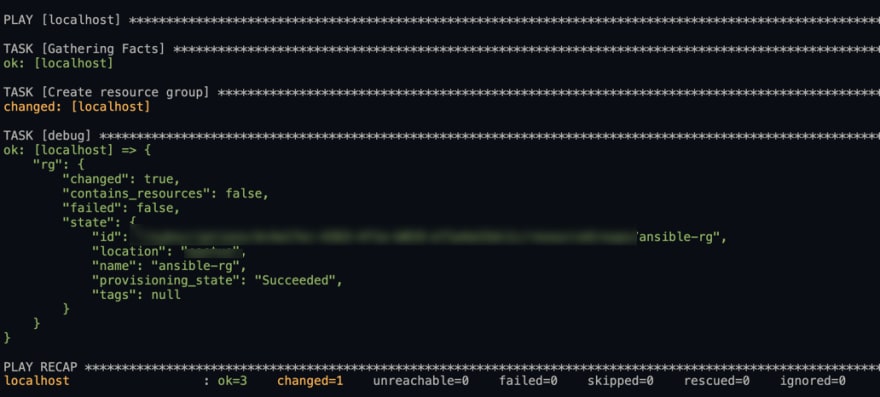 PLAY [localhost] ****************************************************************************************************
TASK [Gathering Facts] **********************************************************************************************
ok: [localhost]
TASK [Create resource group] ****************************************************************************************
changed: [localhost]
TASK [debug] ********************************************************************************************************
ok: [localhost] => {
"rg": {
"changed": true,
"contains_resources": false,
"failed": false,
"state": {
"id": /ansible-rg",
"location": "
"name": "ansible-rg",
"provisioning_state": "Succeeded",
"tags": null
}
}
}
PLAY RECAP **********************************************************************************************************
localhost : ok=3 changed=1 unreachable=0 failed=0 skipped=0 rescued=0 ignored=0